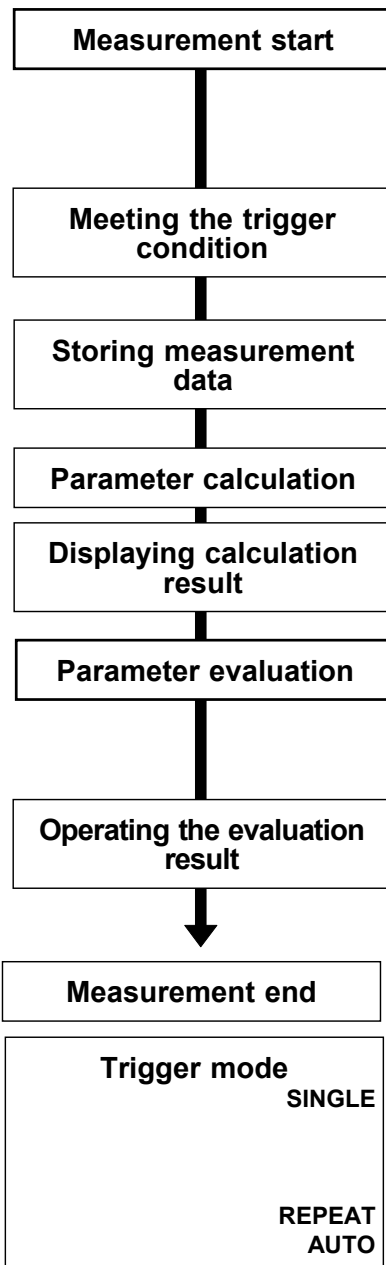 Measurement start
Meeting the trigger
condition
Storing measurement
data
Parameter calculation
Displaying calculation
result
Parameter evaluation
Operating the evaluation
result
Measurement end
Trigger mode
SINGLE
REPEAT
AUTO